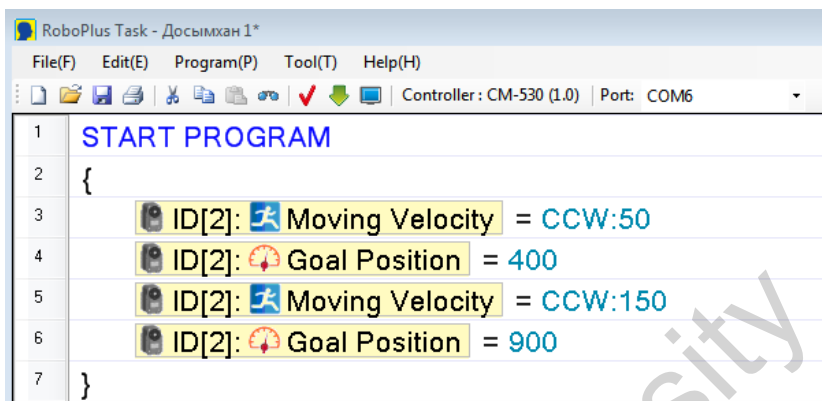 RoboPlus Task - Досымхан 1*
File(F) Edit(E) Program(P) Tool(T) Help(H)
Controller : CM-530 (1.0) Port: COM6
1 START PROGRAM
2 {
3 ID[2]: Moving Velocity = CCW:50
4 ID[2]: Goal Position = 400
5 ID[2]: Moving Velocity = CCW:150
6 ID[2]: Goal Position = 900
7 }